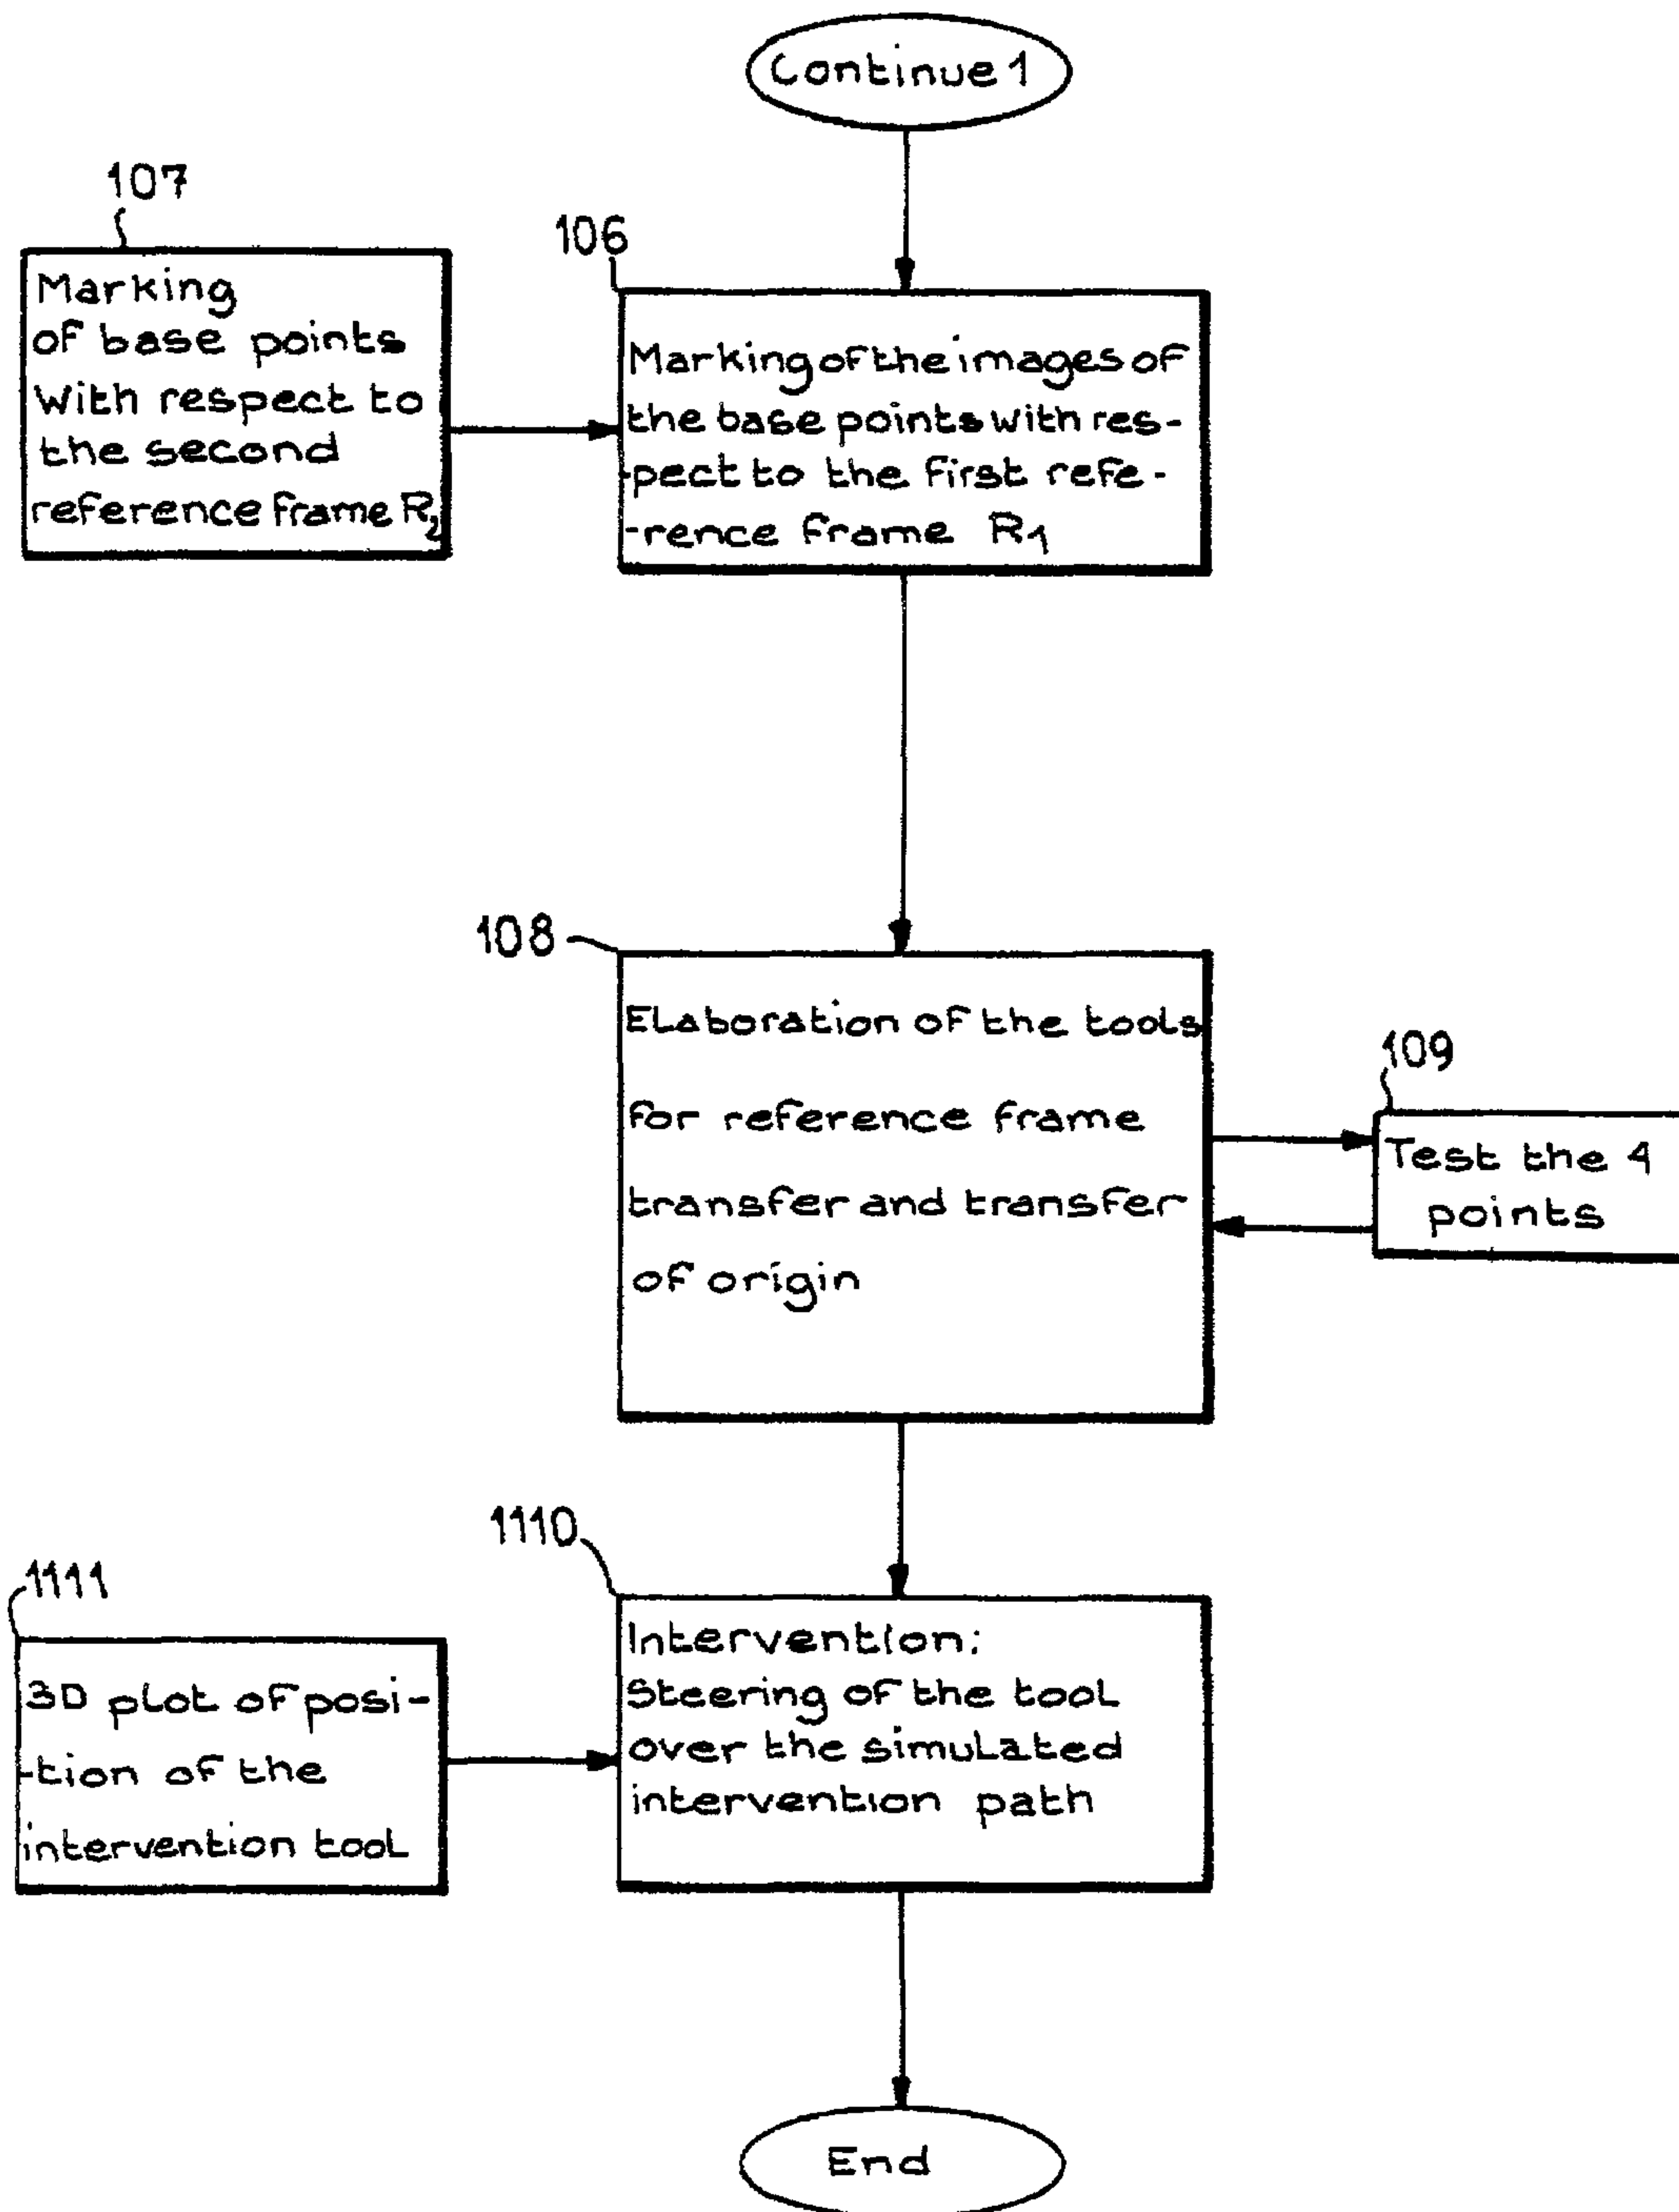 Continue 1
107
Marking
of base points
With respect to
the second
reference frame R2
106
Marking of the images of
the base points with res-
-pect to the first refe-
-rence frame R1
108
Elaboration of the tools
for reference frame
transfer and transfer
of origin
109
Test the 4
points
1110
Intervention:
Steering of the tool
over the simulated
intervention path
1111
3D plot of posi-
-tion of the
intervention tool
End